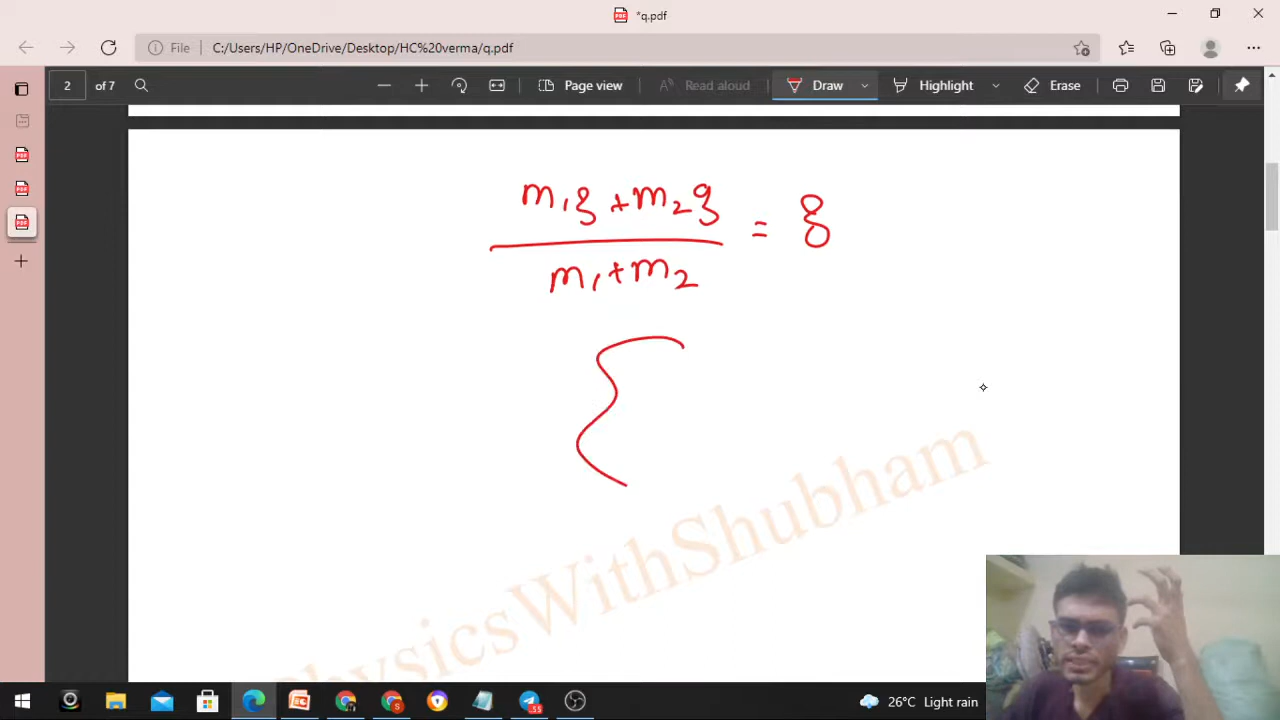 *q.pdf
File C:/Users/HP/OneDrive/Desktop/HC%20verma/q.pdf
2 of 7 Page view Read aloud Draw Highlight Erase
m₁g + m₂g
m₁ + m₂
= g
PhysicsWithShubham
55
26°C Light rain